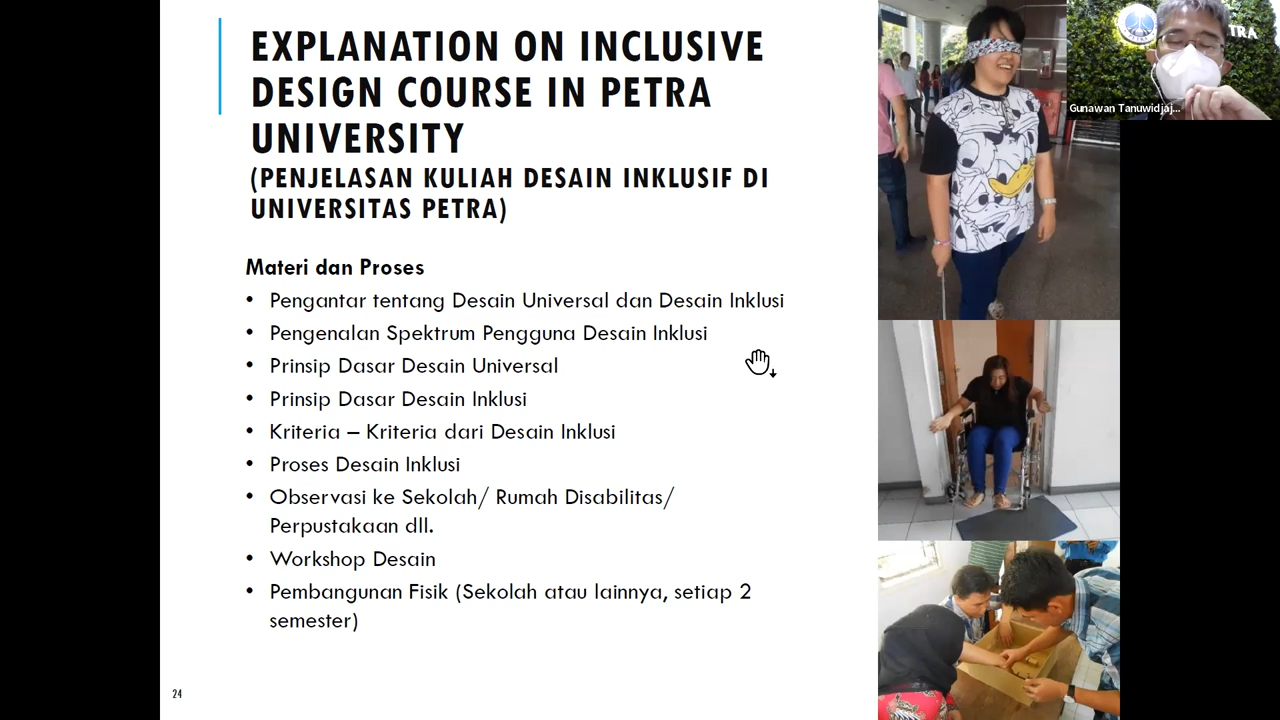 EXPLANATION ON INCLUSIVE
DESIGN COURSE IN PETRA
UNIVERSITY
(PENJELASAN KULIAH DESAIN INKLUSIF DI
UNIVERSITAS PETRA)
Materi dan Proses
• Pengantar tentang Desain Universal dan Desain Inklusi
• Pengenalan Spektrum Pengguna Desain Inklusi
• Prinsip Dasar Desain Universal
• Prinsip Dasar Desain Inklusi
• Kriteria – Kriteria dari Desain Inklusi
• Proses Desain Inklusi
• Observasi ke Sekolah/ Rumah Disabilitas/
Perpustakaan dll.
• Workshop Desain
• Pembangunan Fisik (Sekolah atau lainnya, setiap 2
semester)
24
TRA
Gunawan Tanuwidjaj...